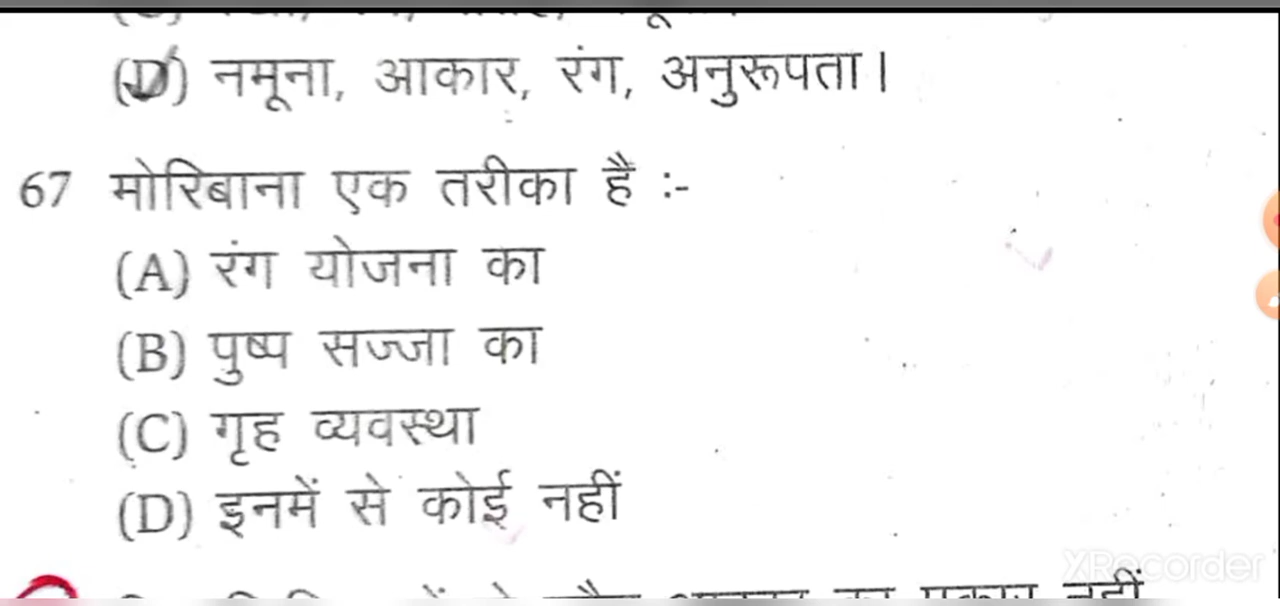 (D) नमूना, आकार, रंग, अनुरूपता।
67 मोरिबाना एक तरीका है :-
(A) रंग योजना का
(B) पुष्प सज्जा का
(C) गृह व्यवस्था
(D) इनमें से कोई नहीं
XRecorder